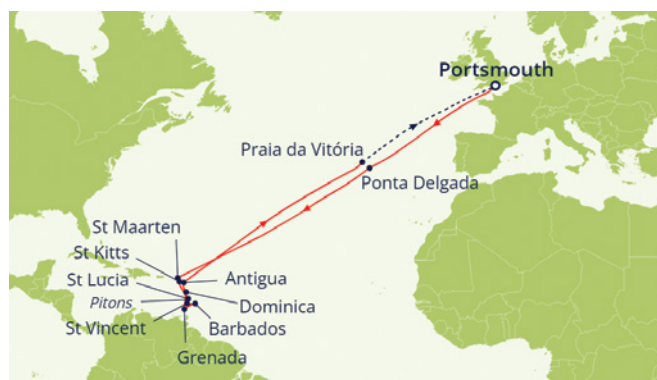 Portsmouth
Praia da Vitória
Ponta Delgada
St Maarten
St Kitts
Antigua
St Lucia
Dominica
Pitons
St Vincent
Barbados
Grenada